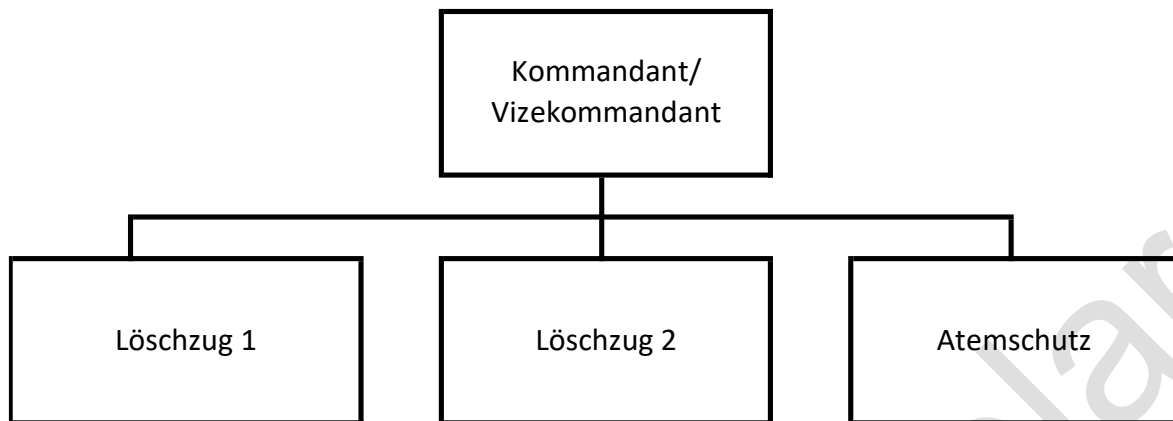 Kommandant/
Vizekommandant
Löschzug 1
Löschzug 2
Atemschutz